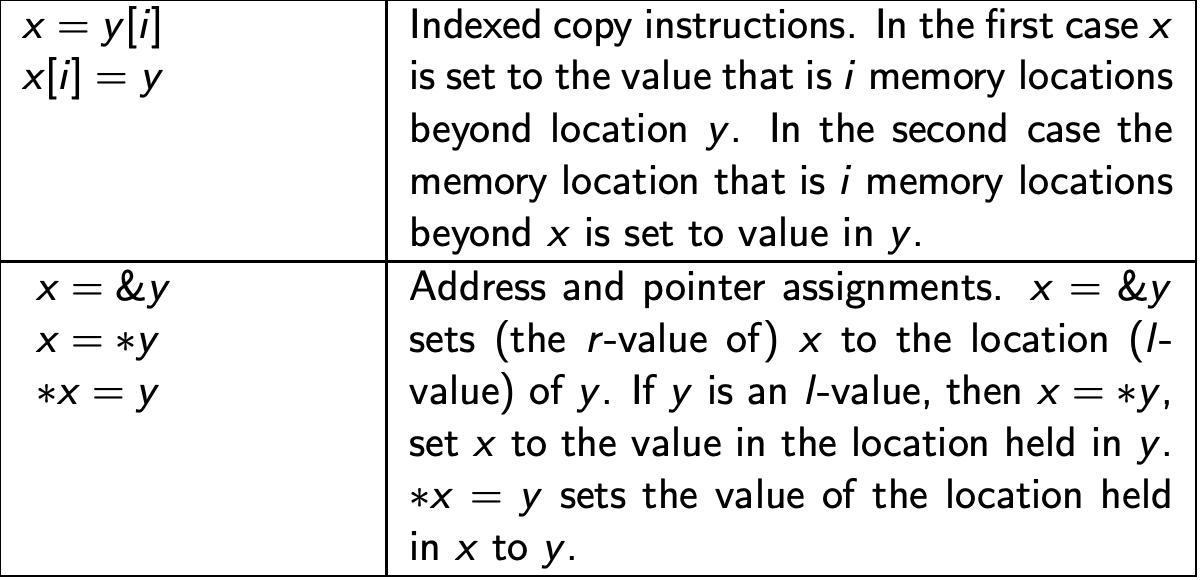 x = y[i]
x[i] = y
Indexed copy instructions. In the first case x
is set to the value that is i memory locations
beyond location y. In the second case the
memory location that is i memory locations
beyond x is set to value in y.
x = &y
x = *y
*x = y
Address and pointer assignments. x = &y
sets (the r-value of) x to the location (l-
value) of y. If y is an l-value, then x = *y,
set x to the value in the location held in y.
*x = y sets the value of the location held
in x to y.